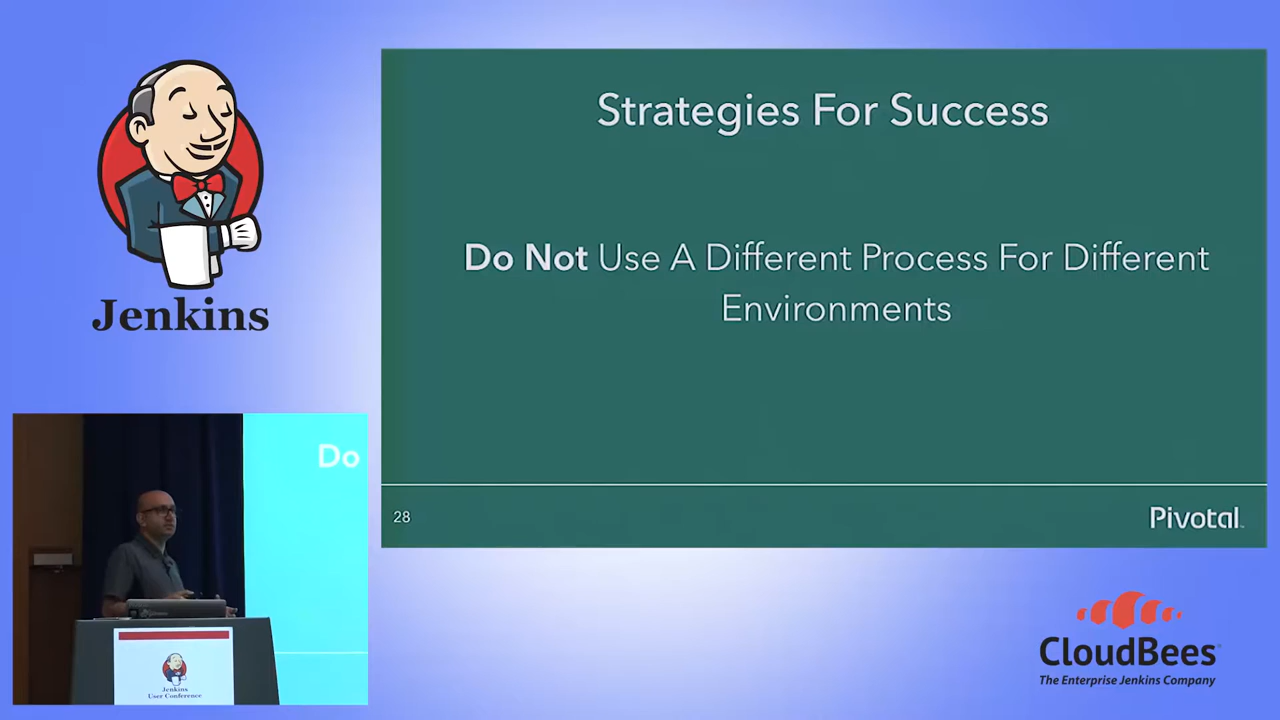 Jenkins
Strategies For Success
Do Not Use A Different Process For Different
Environments
28
Pivotal
Do
Jenkins
User Conference
CloudBees
The Enterprise Jenkins Company